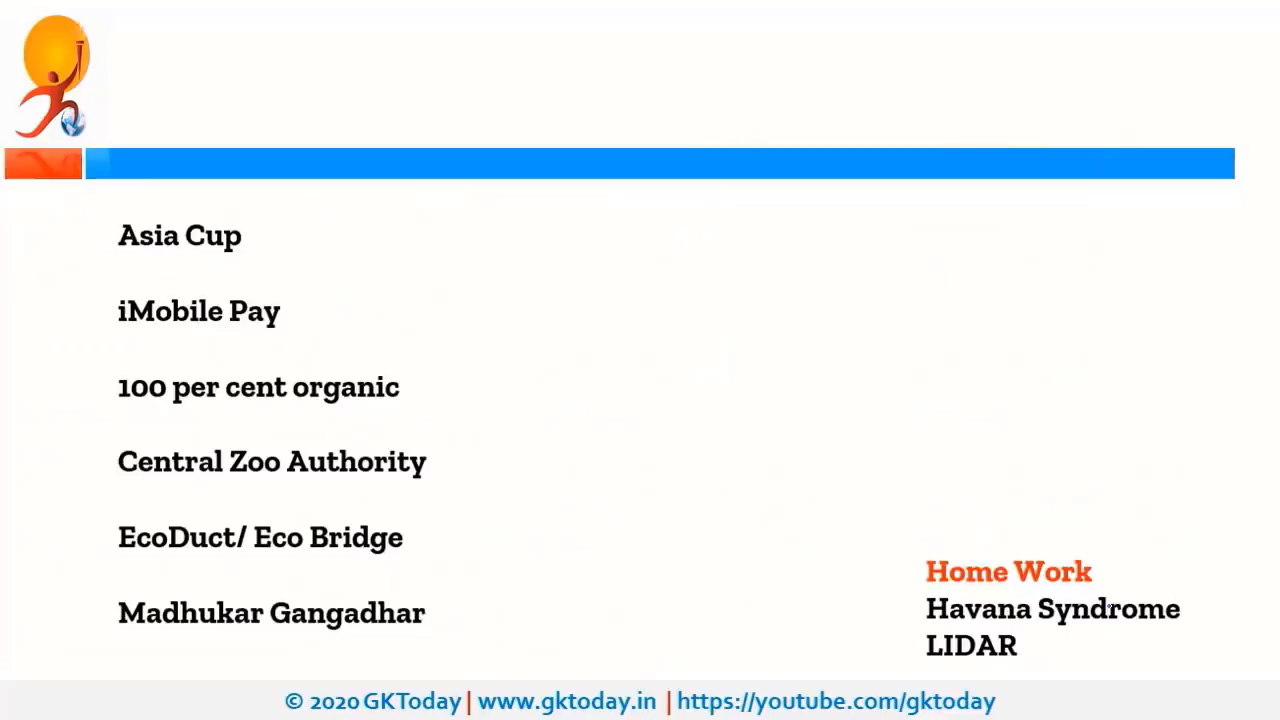 Asia Cup
iMobile Pay
100 per cent organic
Central Zoo Authority
EcoDuct/ Eco Bridge
Madhukar Gangadhar
Home Work
Havana Syndrome
LIDAR
© 2020 GKToday | www.gktoday.in | https://youtube.com/gktoday